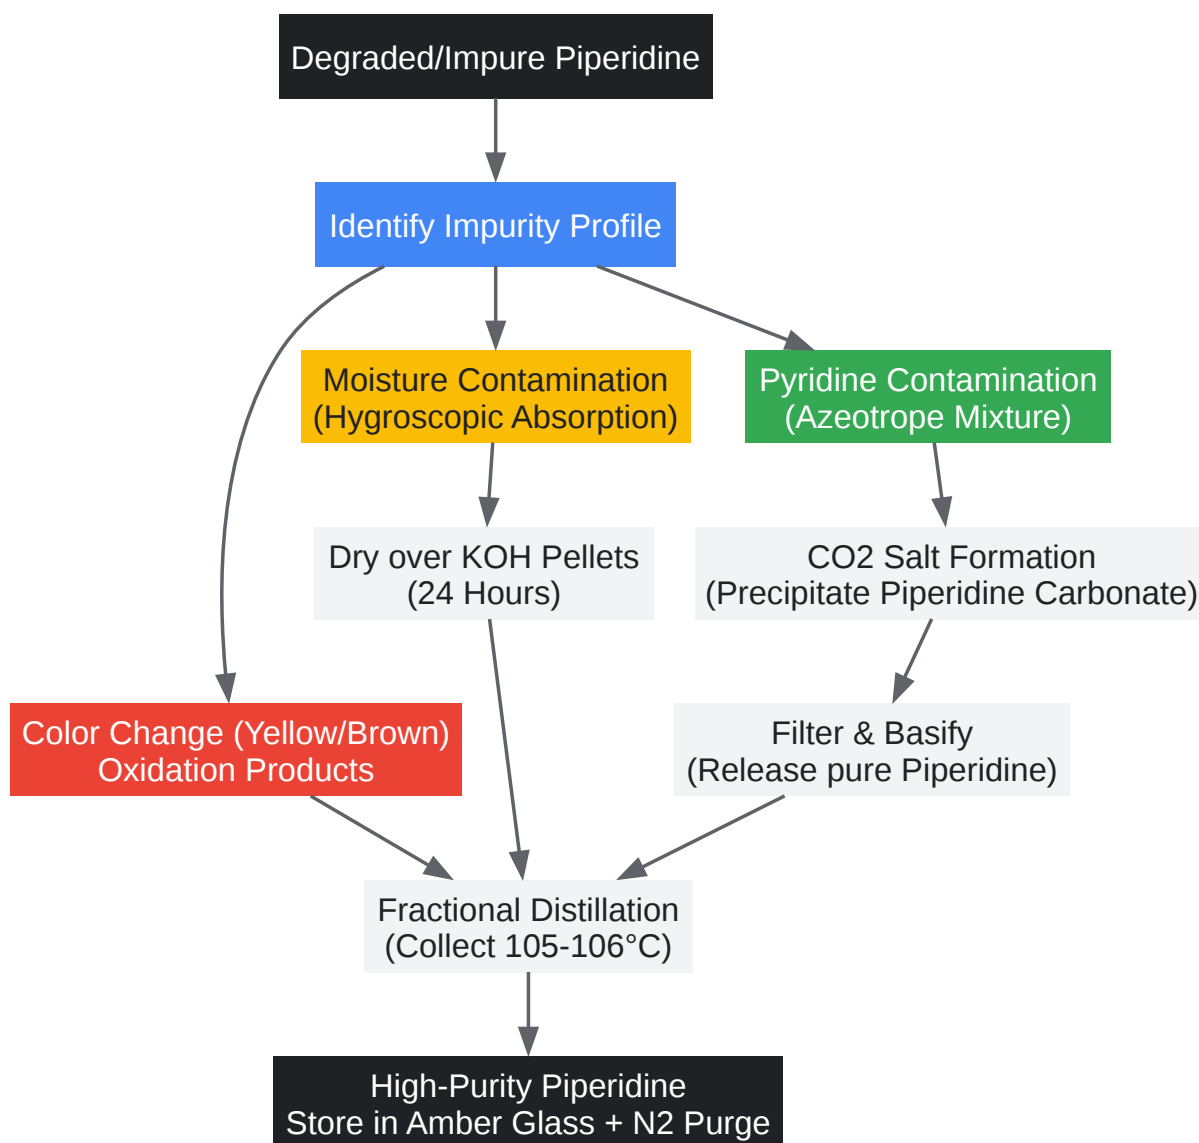 Degraded/Impure Piperidine
Identify Impurity Profile
Moisture Contamination
(Hygroscopic Absorption)
Pyridine Contamination
(Azeotrope Mixture)
Dry over KOH Pellets
(24 Hours)
CO2 Salt Formation
(Precipitate Piperidine Carbonate)
Color Change (Yellow/Brown)
Oxidation Products
Filter & Basify
(Release pure Piperidine)
Fractional Distillation
(Collect 105-106°C)
High-Purity Piperidine
Store in Amber Glass + N2 Purge